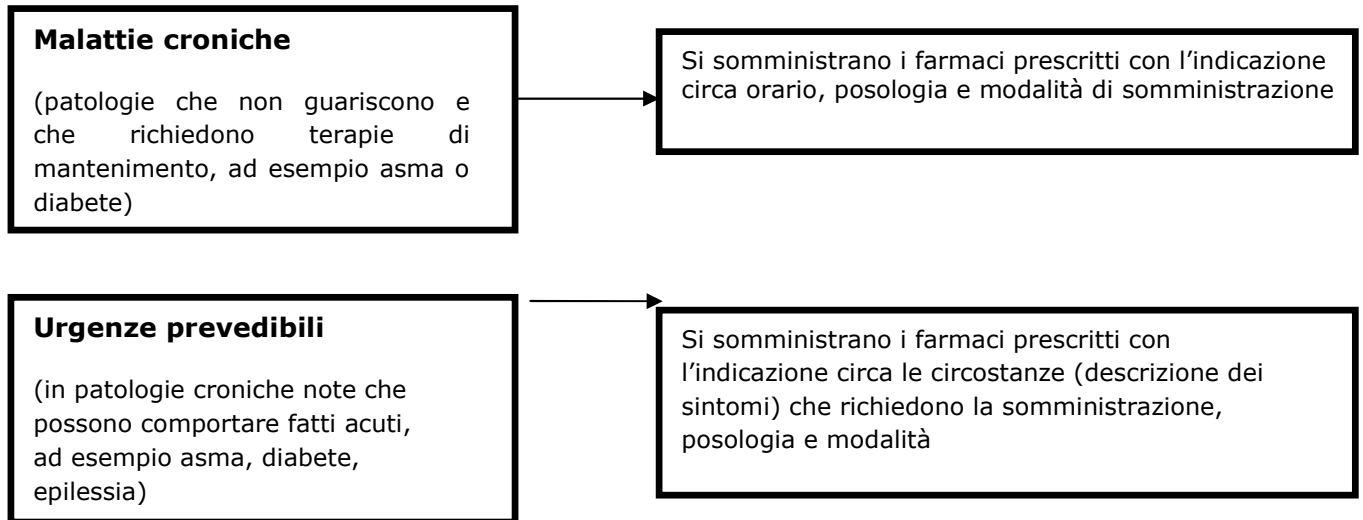 Malattie croniche
(patologie che non guariscono e
che richiedono terapie di
mantenimento, ad esempio asma o
diabete)
Si somministrano i farmaci prescritti con l’indicazione
circa orario, posologia e modalità di somministrazione
Urgenze prevedibili
(in patologie croniche note che
possono comportare fatti acuti,
ad esempio asma, diabete,
epilessia)
Si somministrano i farmaci prescritti con
l’indicazione circa le circostanze (descrizione dei
sintomi) che richiedono la somministrazione,
posologia e modalità